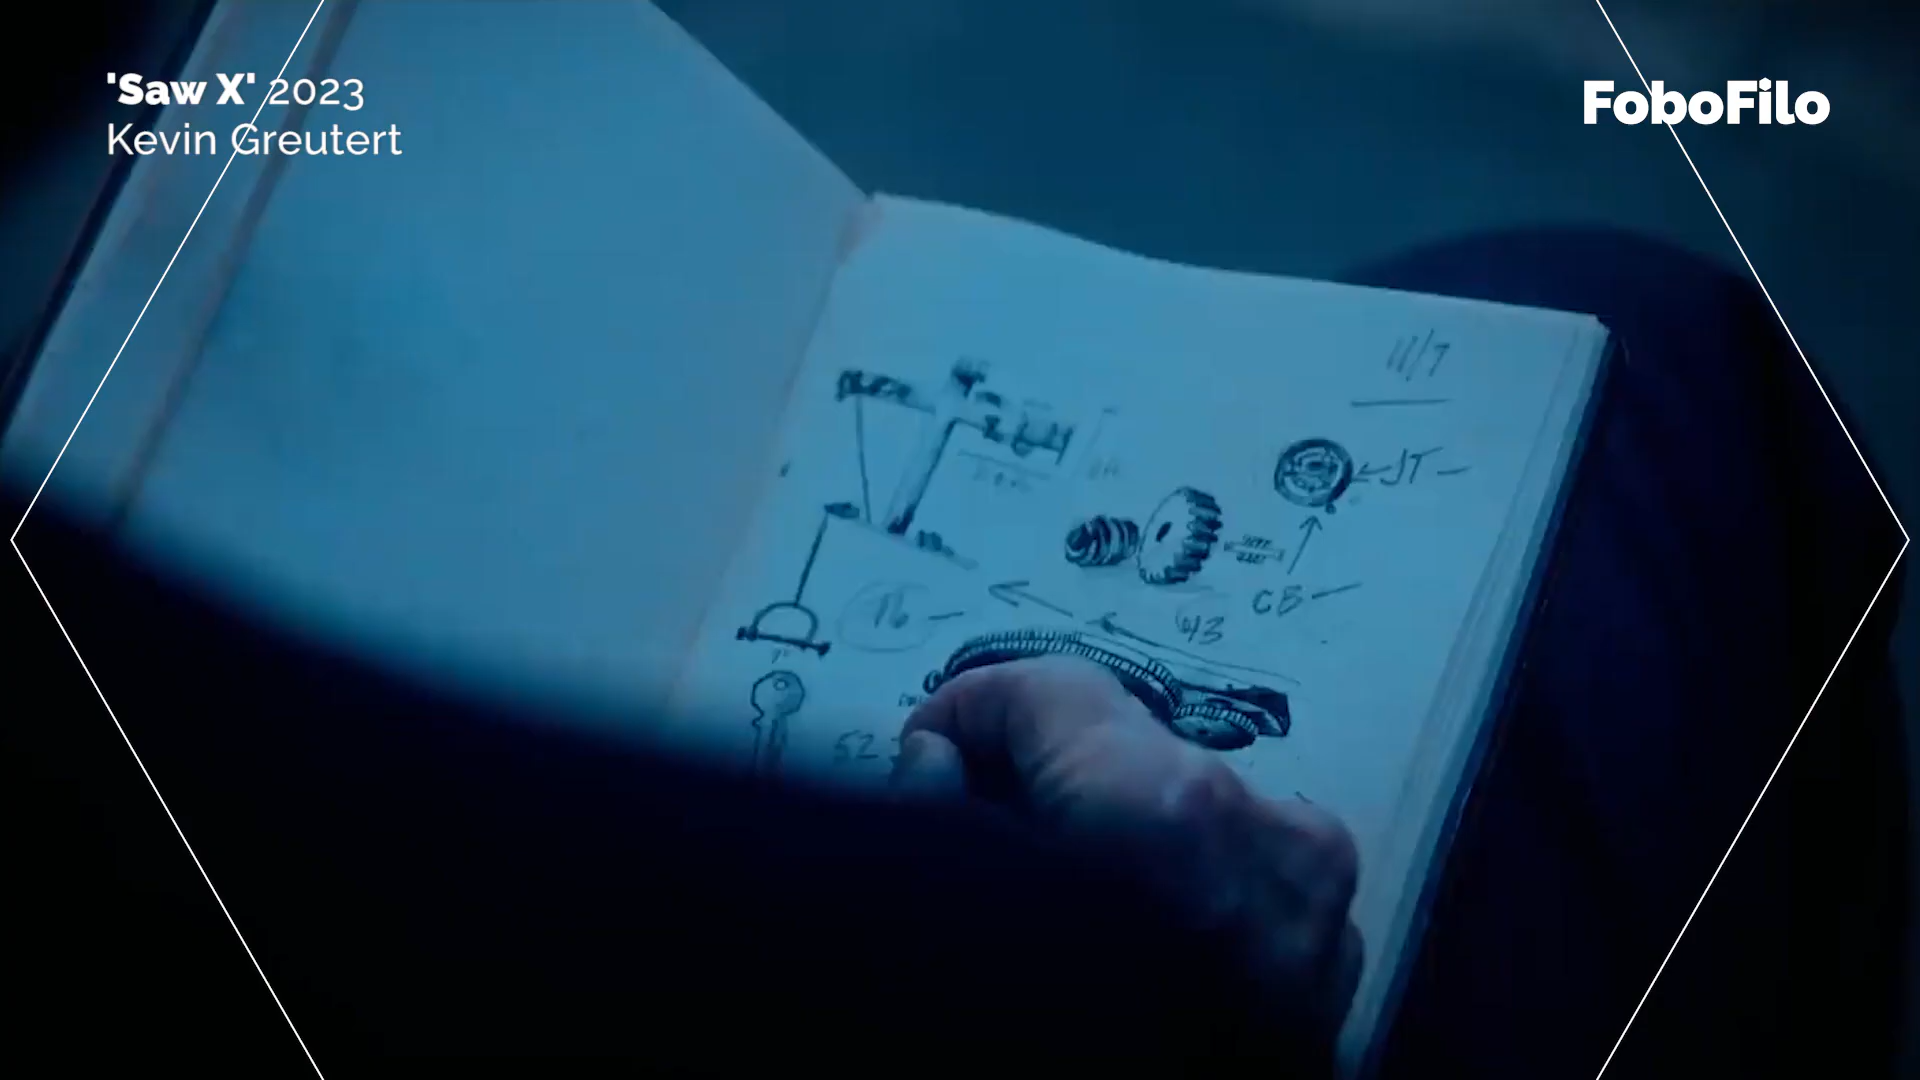 'Saw X' 2023
Kevin Greutert
FoboFilo
11/7
JT
CB
43
16
52